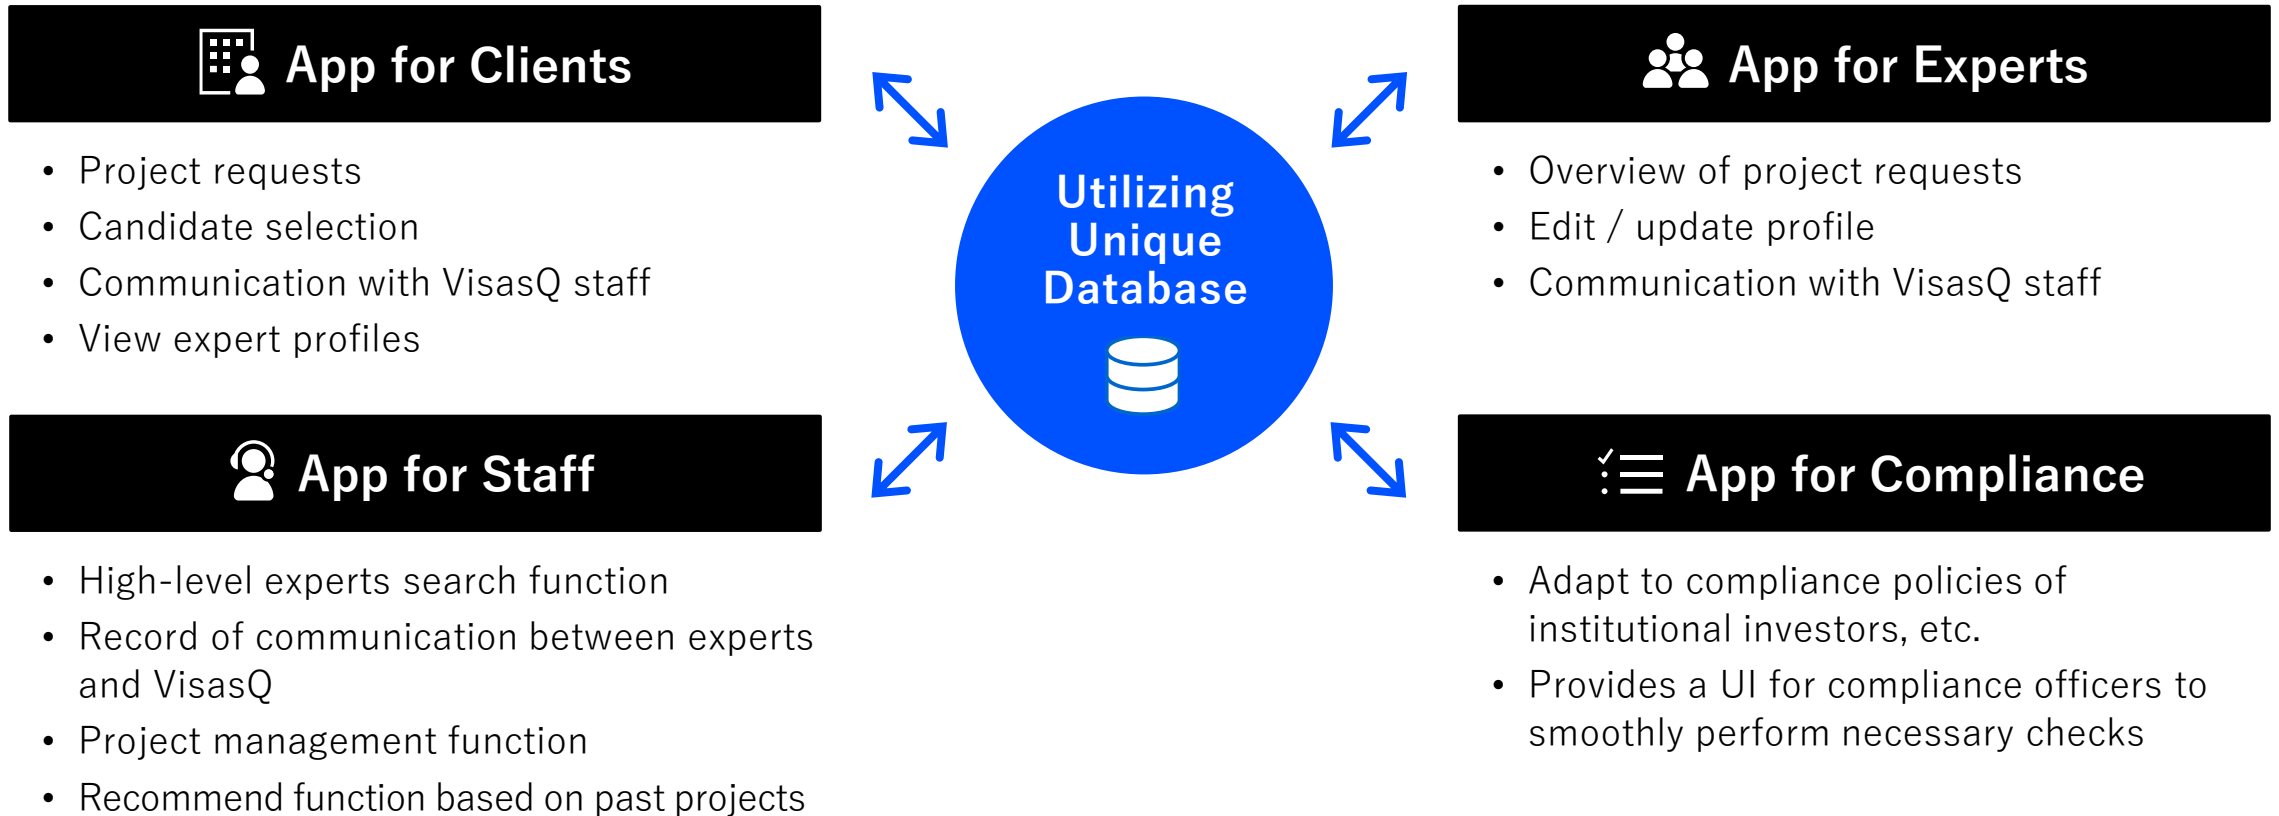 App for Clients
• Project requests
• Candidate selection
• Communication with VisasQ staff
• View expert profiles
Utilizing
Unique
Database
App for Experts
• Overview of project requests
• Edit / update profile
• Communication with VisasQ staff
App for Staff
• High-level experts search function
• Record of communication between experts
and VisasQ
• Project management function
• Recommend function based on past projects
App for Compliance
• Adapt to compliance policies of
institutional investors, etc.
• Provides a UI for compliance officers to
smoothly perform necessary checks